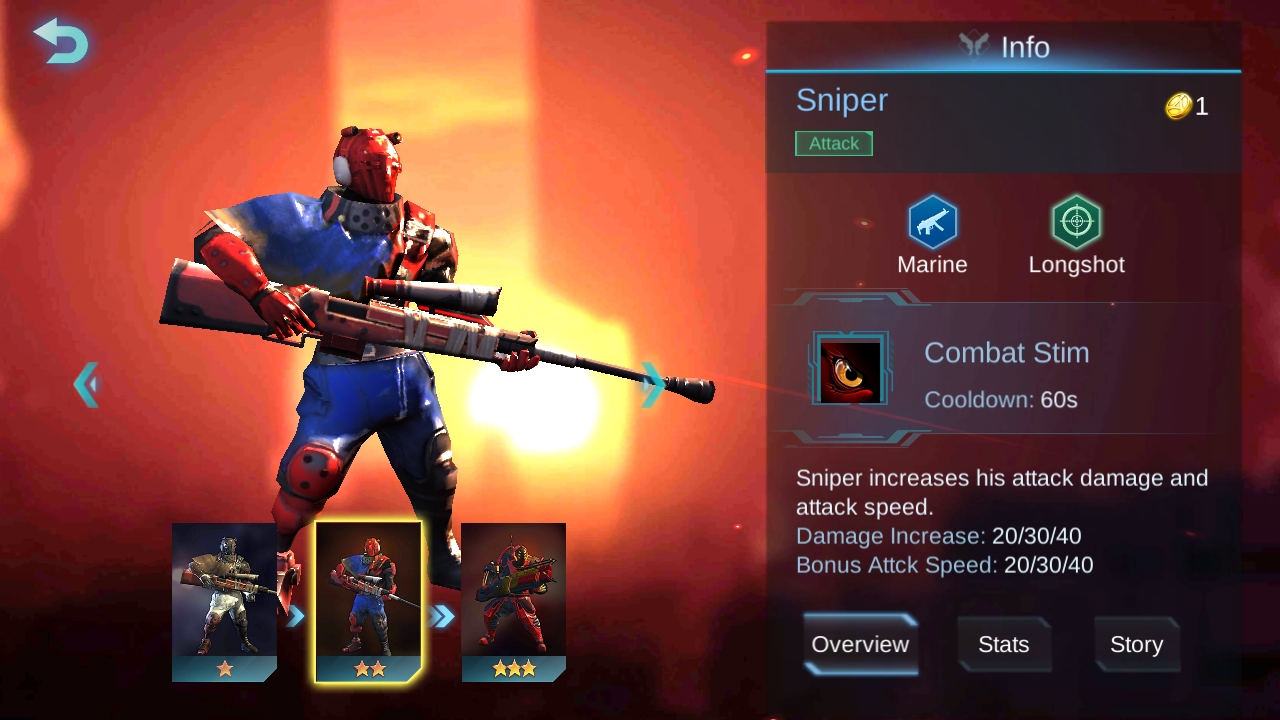 Info
Sniper
1
Attack
Marine
Longshot
Combat Stim
Cooldown: 60s
Sniper increases his attack damage and
attack speed.
Damage Increase: 20/30/40
Bonus Attck Speed: 20/30/40
Overview
Stats
Story